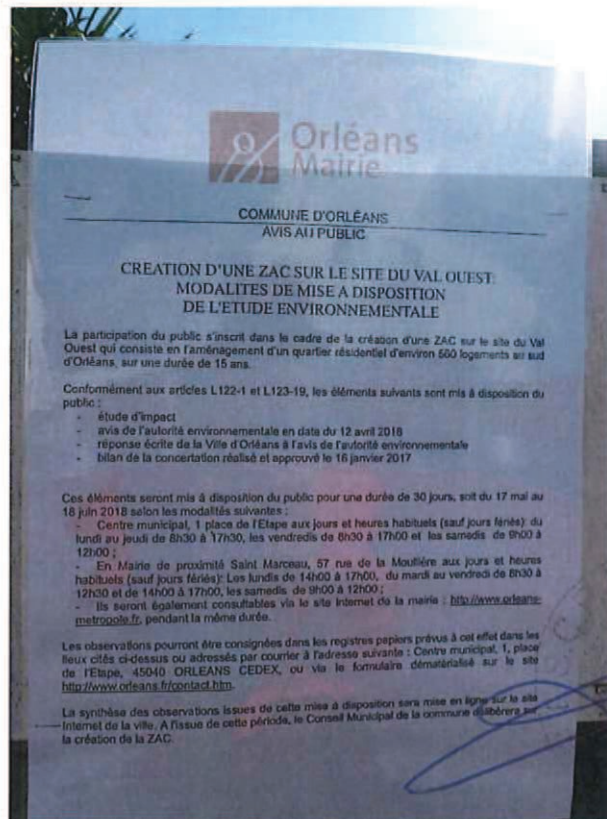 Orléans
Mairie
COMMUNE D'ORLÉANS
AVIS AU PUBLIC
CREATION D'UNE ZAC SUR LE SITE DU VAL OUEST:
MODALITES DE MISE A DISPOSITION
DE L'ETUDE ENVIRONNEMENTALE
La participation du public s'inscrit dans le cadre de la création d'une ZAC sur le site du Val
Ouest qui consiste en l'aménagement d'un quartier résidentiel d'environ 560 logements au sud
d'Orléans, sur une durée de 15 ans.
Conformément aux articles L122-1 et L123-19, les éléments suivants sont mis à disposition du
public :
- étude d'impact
- avis de l'autorité environnementale en date du 12 avril 2018
- réponse écrite de la Ville d'Orléans à l'avis de l'autorité environnementale
- bilan de la concertation réalisé et approuvé le 16 janvier 2017
Ces éléments seront mis à disposition du public pour une durée de 30 jours, soit du 17 mai au
18 juin 2018 selon les modalités suivantes :
- Centre municipal, 1 place de l'Etape aux jours et heures habituels (sauf jours fériés): du
lundi au jeudi de 8h30 à 17h30, les vendredis de 8h30 à 17h00 et les samedis de 9h00 à
12h00 ;
- En Mairie de proximité Saint Marceau, 57 rue de la Mouillère aux jours et heures
habituels (sauf jours fériés): Les lundis de 14h00 à 17h00, du mardi au vendredi de 8h30 à
12h30 et de 14h00 à 17h00, les samedis de 9h00 à 12h00 ;
- Ils seront également consultables via le site Internet de la mairie : http://www.orleans-
metropole.fr, pendant la même durée.
Les observations pourront être consignées dans les registres papiers prévus à cet effet dans les
lieux cités ci-dessus ou adressés par courrier à l'adresse suivante : Centre municipal, 1, place
de l'Etape, 45040 ORLEANS CEDEX, ou via le formulaire dématérialisé sur le site
http://www.orleans.fr/contact.htm.
La synthèse des observations issues de cette mise à disposition sera mise en ligne sur le site
Internet de la ville. A l'issue de cette période, le Conseil Municipal de la commune délibérera sur
la création de la ZAC.